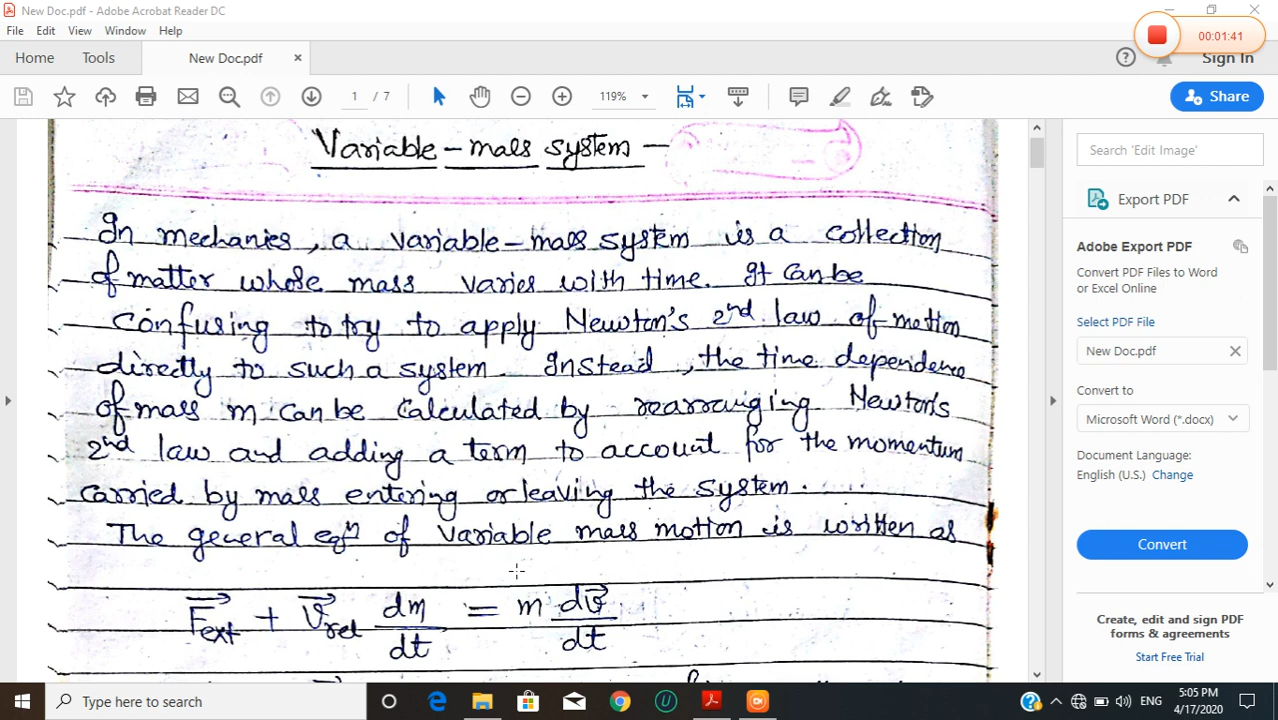 New Doc.pdf - Adobe Acrobat Reader DC
File Edit View Window Help
00:01:41
Home Tools New Doc.pdf × Sign In
1 / 7 119% Share
Variable-mass system -
In mechanics, a variable-mass system is a collection
of matter whose mass varies with time. It can be
confusing to try to apply Newton's 2nd law of motion
directly to such a system. Instead, the time dependence
of mass m can be calculated by rearranging Newton's
2nd law and adding a term to account for the momentum
carried by mass entering or leaving the system.....
The general eqn of variable mass motion is written as
F⃗ext + v⃗rel dm/dt = m dv⃗/dt
Search 'Edit Image'
Export PDF
Adobe Export PDF
Convert PDF Files to Word
or Excel Online
Select PDF File
New Doc.pdf
Convert to
Microsoft Word (*.docx)
Document Language:
English (U.S.) Change
Convert
Create, edit and sign PDF
forms & agreements
Start Free Trial
Type here to search
ENG
5:05 PM
4/17/2020